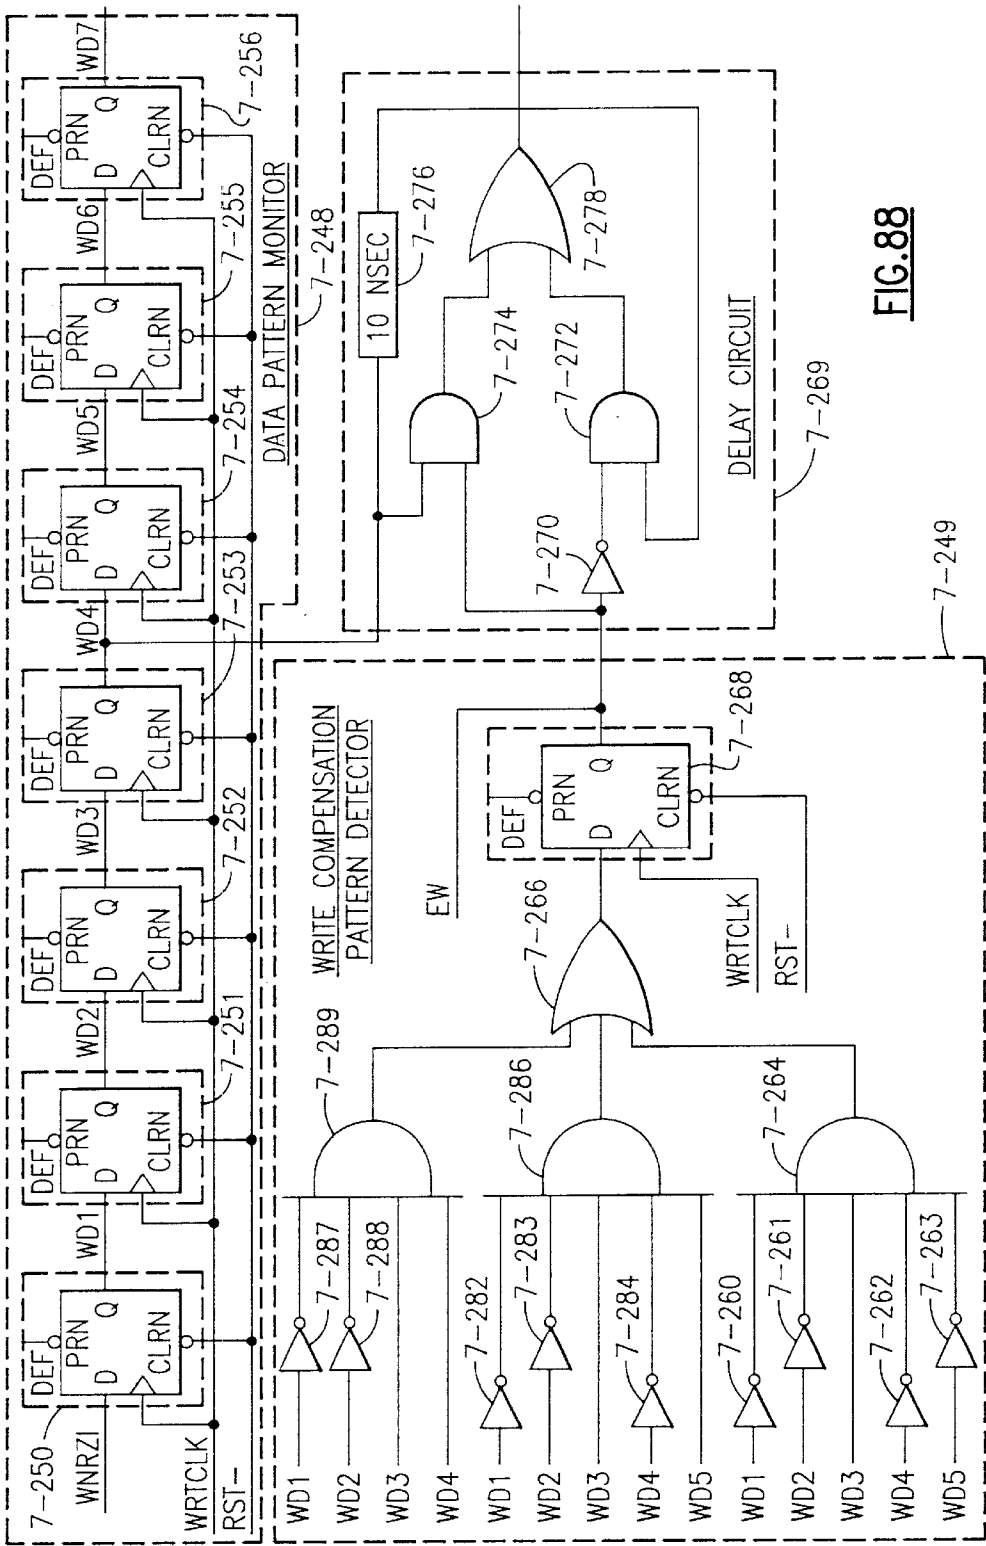 7-250
DEF
PRN
D
Q
CLRN
WNRZI
WRTCLK
RST-
WD1
DEF
PRN
D
Q
CLRN
7-251
WD2
DEF
PRN
D
Q
CLRN
7-252
WD3
DEF
PRN
D
Q
CLRN
7-253
WD4
DEF
PRN
D
Q
CLRN
7-254
WD5
DEF
PRN
D
Q
CLRN
7-255
WD6
DEF
PRN
D
Q
CLRN
7-256
WD7
DATA PATTERN MONITOR
7-248
WRITE COMPENSATION
PATTERN DETECTOR
WD1
7-287
WD2
7-288
WD3
WD4
7-289
WD1
7-282
WD2
7-283
WD3
WD4
7-284
WD5
7-286
WD1
7-260
WD2
7-261
WD3
WD4
7-262
WD5
7-263
7-264
7-266
EW
DEF
PRN
D
Q
CLRN
7-268
WRTCLK
RST-
7-249
10 NSEC
7-276
7-274
7-270
7-272
7-278
DELAY CIRCUIT
7-269
FIG.88